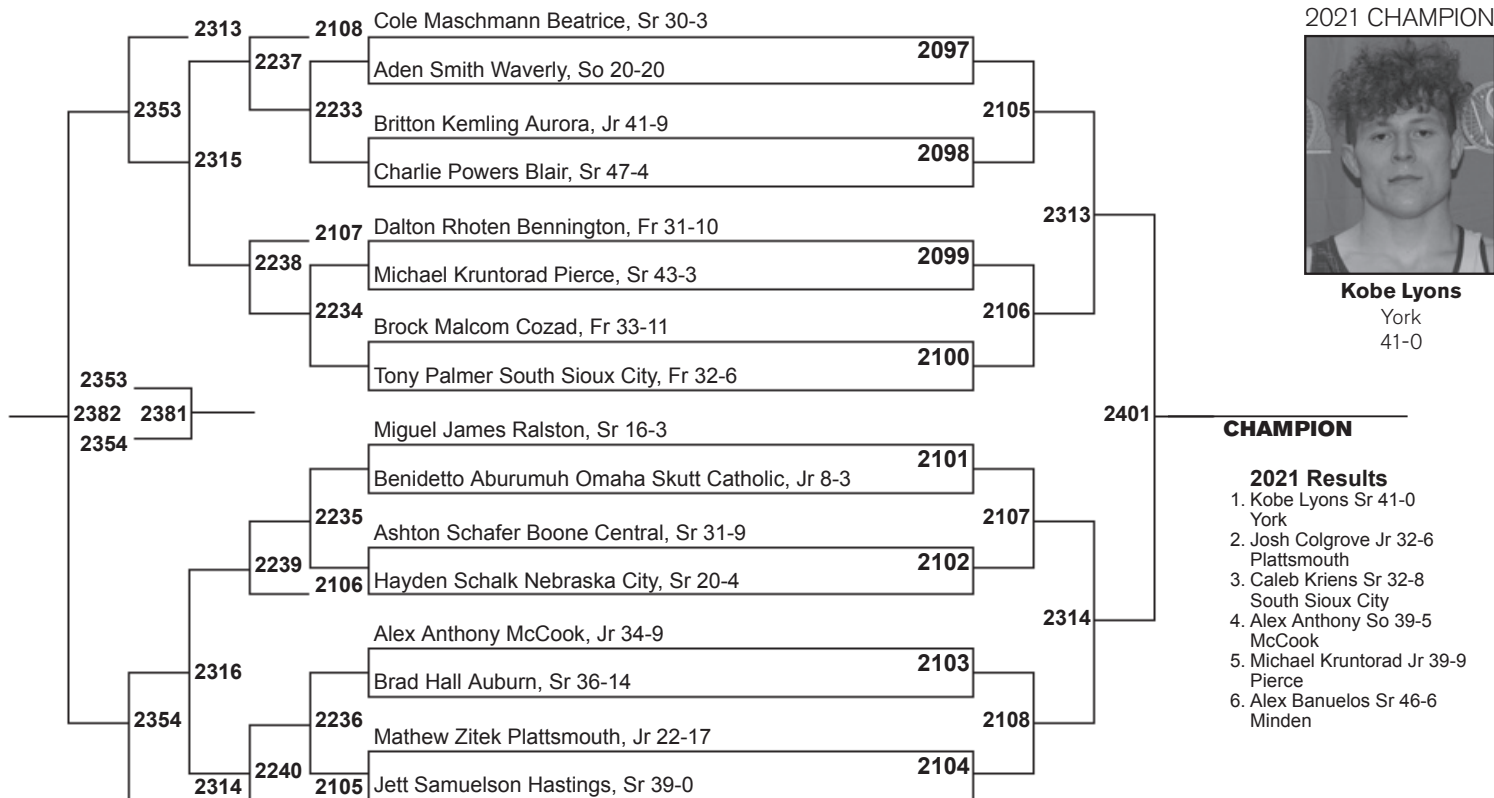 2021 CHAMPION
2313
2108
Cole Maschmann Beatrice, Sr 30-3
2097
2237
Aden Smith Waverly, So 20-20
2353
2233
2105
Britton Kemling Aurora, Jr 41-9
2315
2098
Charlie Powers Blair, Sr 47-4
2107
Dalton Rhoten Bennington, Fr 31-10
2313
2238
2099
Michael Kruntorad Pierce, Sr 43-3
Kobe Lyons
York
41-0
2234
2106
Brock Malcom Cozad, Fr 33-11
2100
Tony Palmer South Sioux City, Fr 32-6
2353
2382
2381
2354
2401
CHAMPION
Miguel James Ralston, Sr 16-3
2101
Benidetto Aburumuh Omaha Skutt Catholic, Jr 8-3
2235
2107
Ashton Schafer Boone Central, Sr 31-9
2239
2102
2106
Hayden Schalk Nebraska City, Sr 20-4
2314
Alex Anthony McCook, Jr 34-9
2316
2103
Brad Hall Auburn, Sr 36-14
2354
2236
2108
Mathew Zitek Plattsmouth, Jr 22-17
2240
2104
2314
2105
Jett Samuelson Hastings, Sr 39-0
2021 Results
1. Kobe Lyons Sr 41-0
York
2. Josh Colgrove Jr 32-6
Plattsmouth
3. Caleb Kriens Sr 32-8
South Sioux City
4. Alex Anthony So 39-5
McCook
5. Michael Kruntorad Jr 39-9
Pierce
6. Alex Banuelos Sr 46-6
Minden